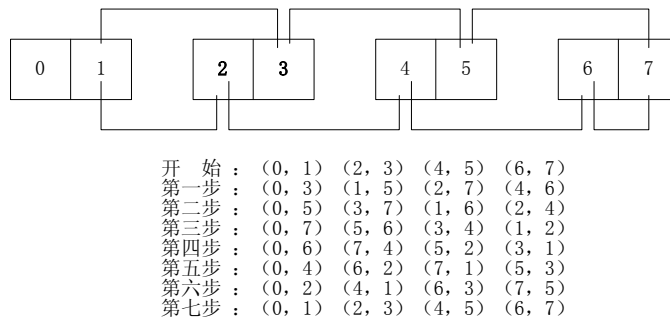 0 1 2 3 4 5 6 7
开 始 : (0, 1) (2, 3) (4, 5) (6, 7)
第一步 : (0, 3) (1, 5) (2, 7) (4, 6)
第二步 : (0, 5) (3, 7) (1, 6) (2, 4)
第三步 : (0, 7) (5, 6) (3, 4) (1, 2)
第四步 : (0, 6) (7, 4) (5, 2) (3, 1)
第五步 : (0, 4) (6, 2) (7, 1) (5, 3)
第六步 : (0, 2) (4, 1) (6, 3) (7, 5)
第七步 : (0, 1) (2, 3) (4, 5) (6, 7)